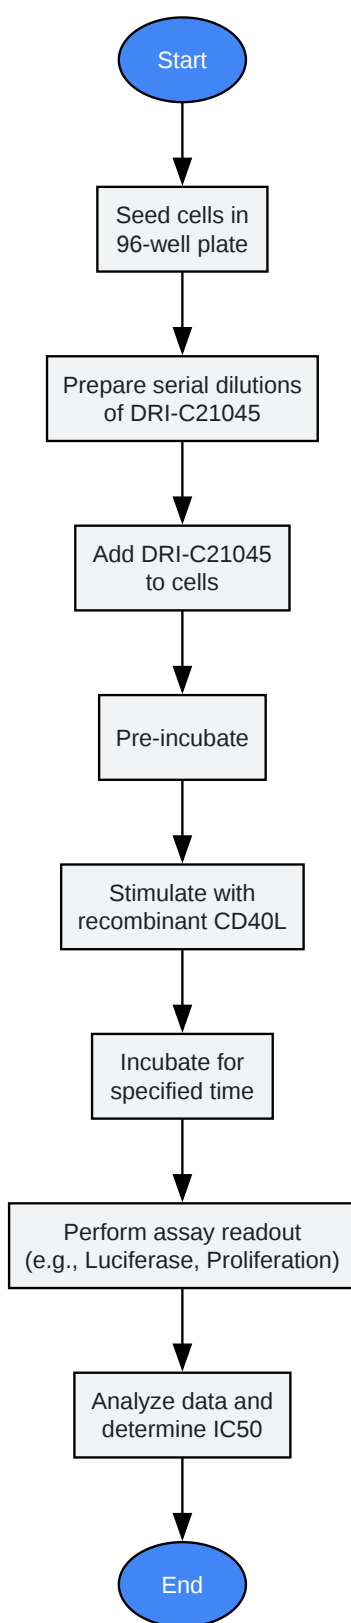 Start
Seed cells in
96-well plate
Prepare serial dilutions
of DRI-C21045
Add DRI-C21045
to cells
Pre-incubate
Stimulate with
recombinant CD40L
Incubate for
specified time
Perform assay readout
(e.g., Luciferase, Proliferation)
Analyze data and
determine IC50
End